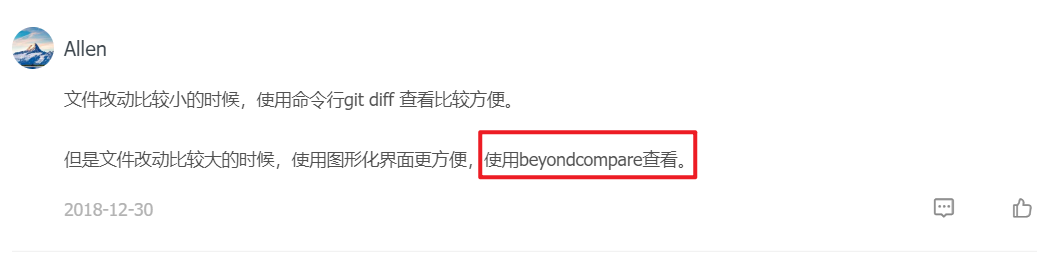 Allen
文件改动比较小的时候，使用命令行git diff 查看比较方便。
但是文件改动比较大的时候，使用图形化界面更方便，使用beyondcompare查看。
2018-12-30